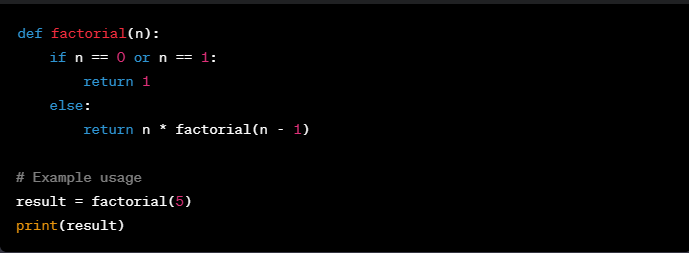 def factorial(n):
    if n == 0 or n == 1:
        return 1
    else:
        return n * factorial(n - 1)

# Example usage
result = factorial(5)
print(result)